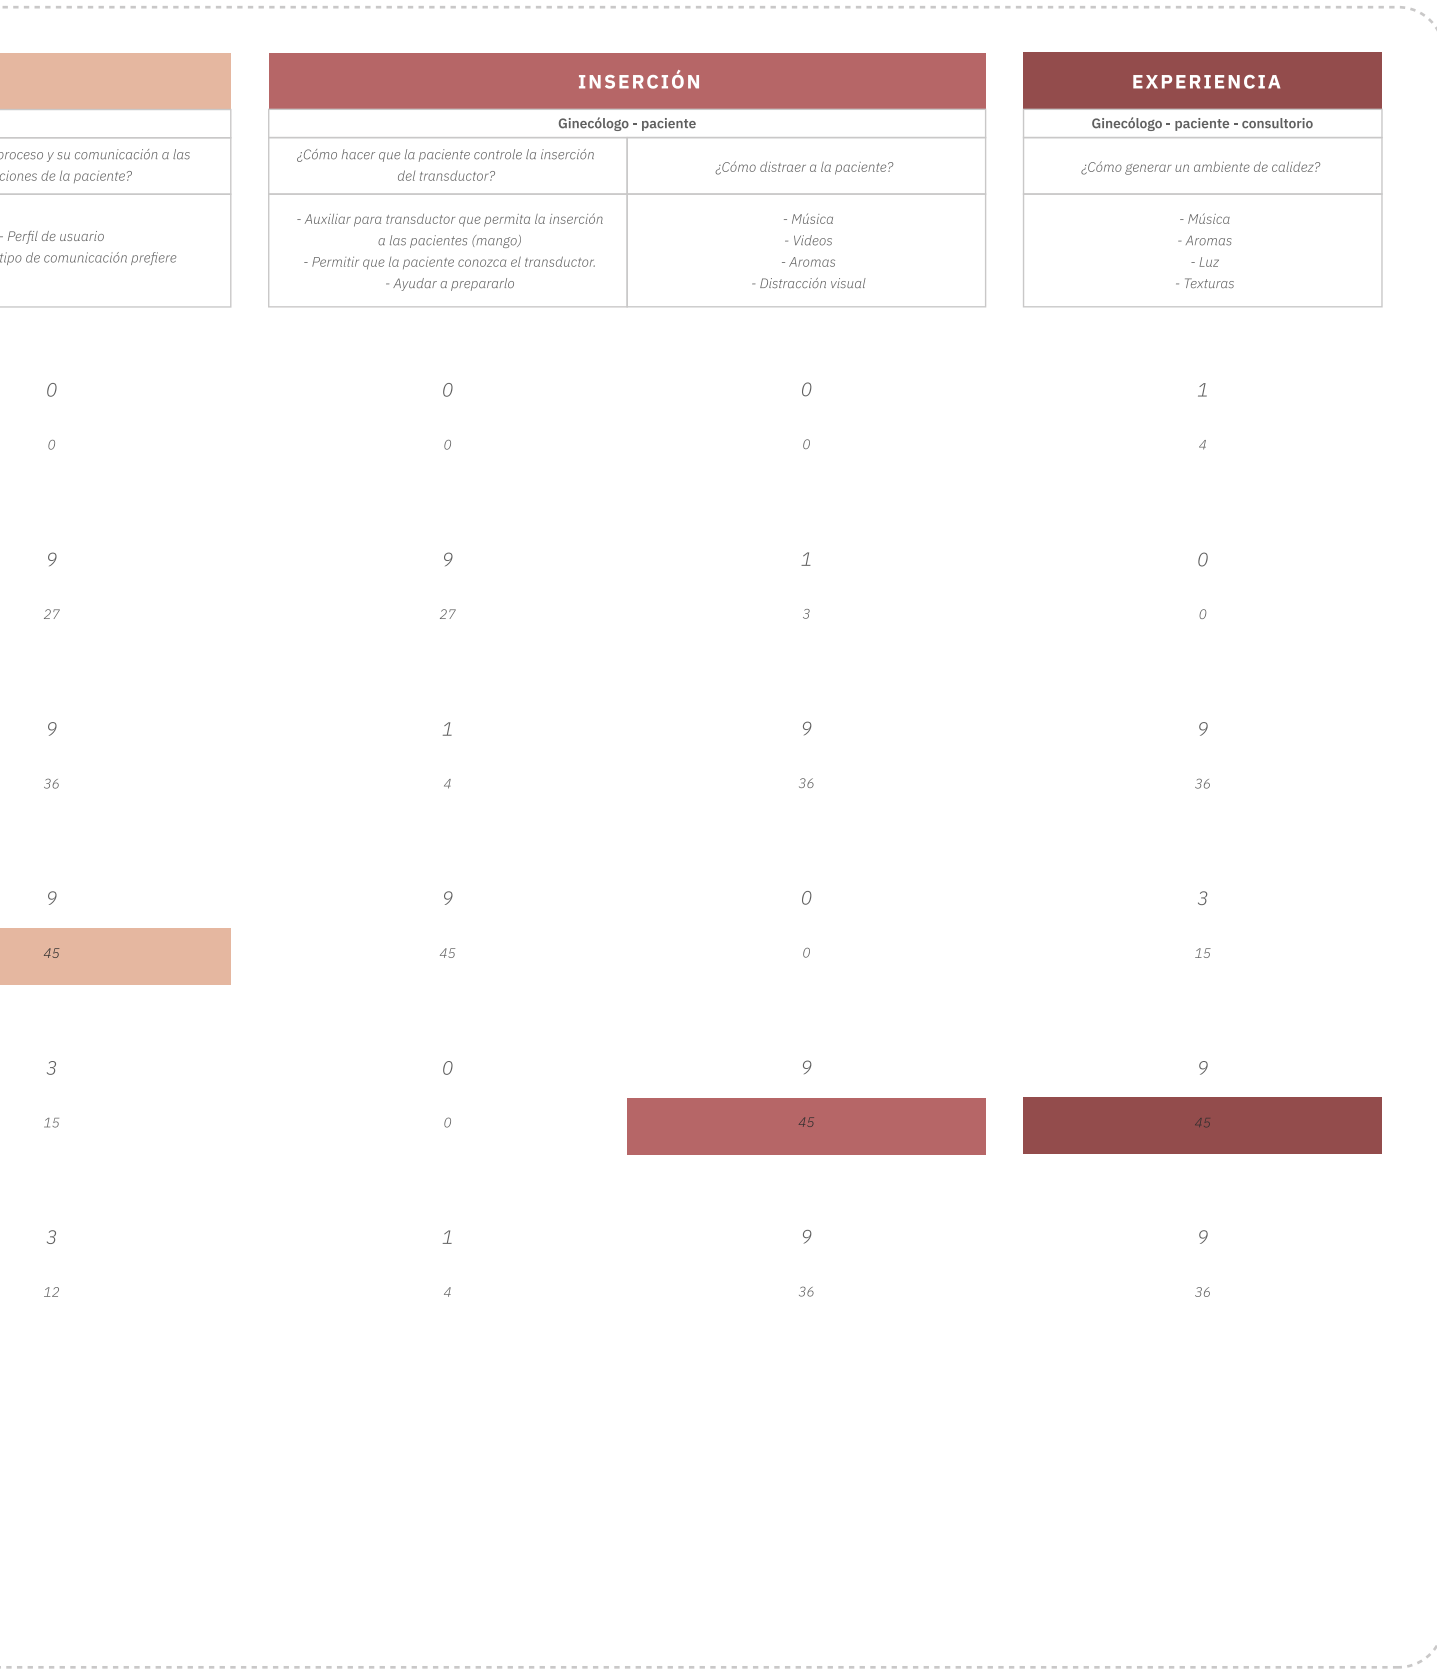 INSERCIÓN
EXPERIENCIA
Ginecólogo - paciente
Ginecólogo - paciente - consultorio
proceso y su comunicación a las
ciones de la paciente?
¿Cómo hacer que la paciente controle la inserción
del transductor?
¿Cómo distraer a la paciente?
¿Cómo generar un ambiente de calidez?
- Perfil de usuario
tipo de comunicación prefiere
- Auxiliar para transductor que permita la inserción
a las pacientes (mango)
- Permitir que la paciente conozca el transductor.
- Ayudar a prepararlo
- Música
- Videos
- Aromas
- Distracción visual
- Música
- Aromas
- Luz
- Texturas
0 0 0 1
0 0 0 4
9 9 1 0
27 27 3 0
9 1 9 9
36 4 36 36
9 9 0 3
45 45 0 15
3 0 9 9
15 0 45 45
3 1 9 9
12 4 36 36